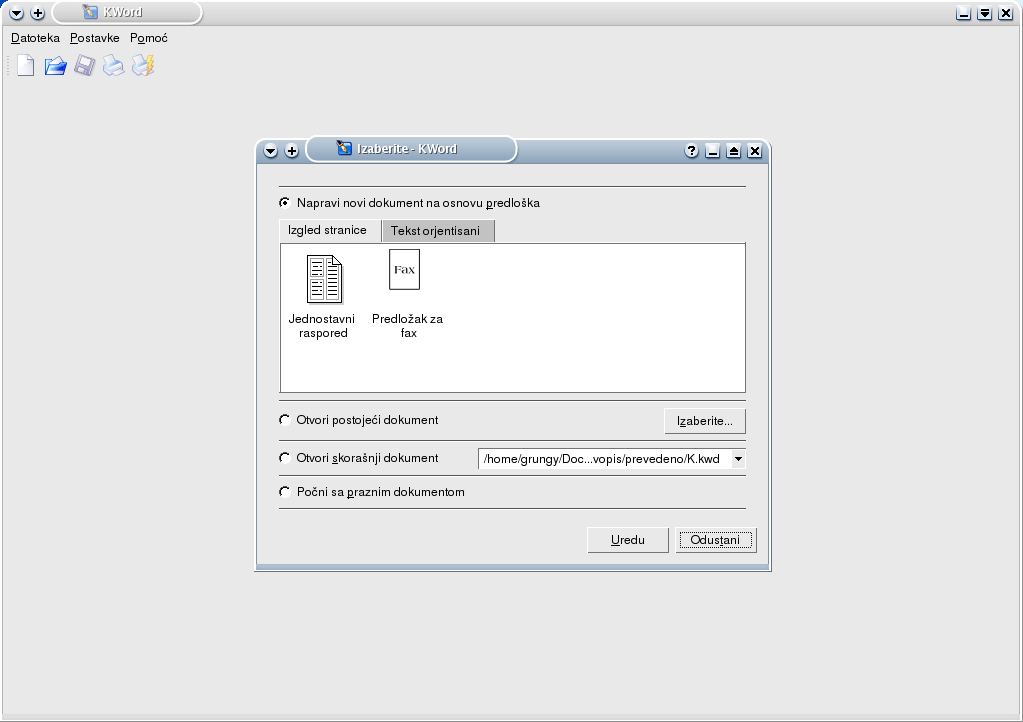 KWord
Datoteka Postavke Pomoć
Izaberite - KWord
Napravi novi dokument na osnovu predloška
Izgled stranice Tekst orjentisani
Fax
Jednostavni raspored
Predložak za fax
Otvori postojeći dokument Izaberite...
Otvori skorašnji dokument /home/grungy/Doc...vopis/prevedeno/K.kwd
Počni sa praznim dokumentom
Uredu Odustani